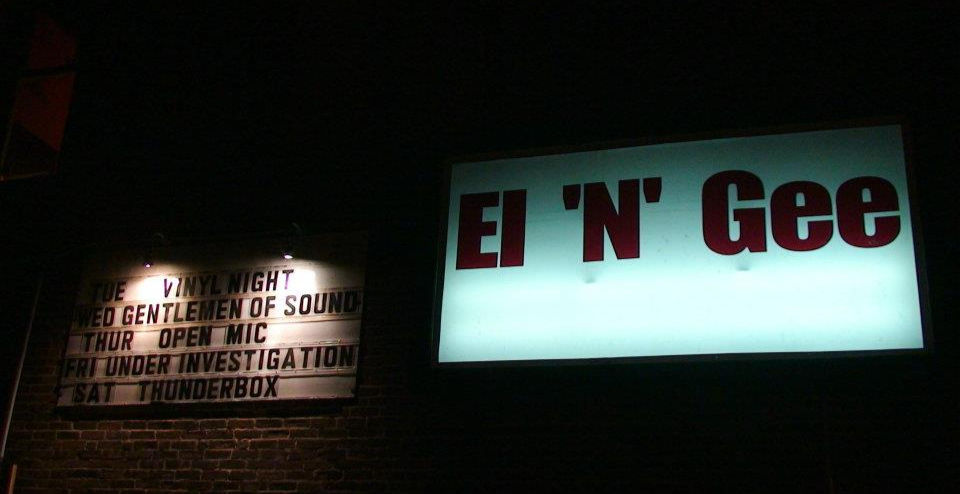 El 'N' Gee
TUE VINYL NIGHT
WED GENTLEMEN OF SOUND
THUR OPEN MIC
FRI UNDER INVESTIGATION
SAT THUNDERBOX